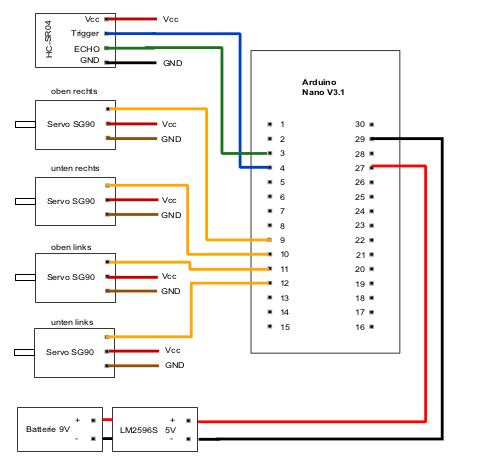 HC-SR04
Vcc Vcc
Trigger
ECHO
GND GND
Arduino
Nano V3.1
oben rechts
Servo SG90
Vcc
GND
unten rechts
Servo SG90
Vcc
GND
oben links
Servo SG90
Vcc
GND
unten links
Servo SG90
Vcc
GND
1 30
2 29
3 28
4 27
5 26
6 25
7 24
8 23
9 22
10 21
11 20
12 19
13 18
14 17
15 16
Batterie 9V + -
LM2596S 5V + -